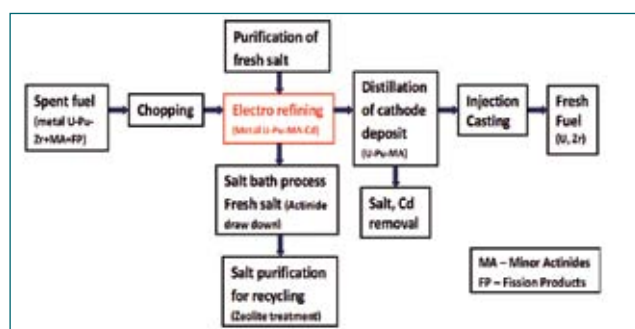 Purification of
fresh salt
Spent fuel
(metal U-Pu-
Zr+MA+FP)
Chopping
Electro refining
(Metal U-Pu-MA-Cd)
Distillation
of cathode
deposit
(U-Pu-MA)
Injection
Casting
Fresh
Fuel
(U, Zr)
Salt bath process
Fresh salt (Actinide
draw down)
Salt, Cd
removal
Salt purification
for recycling
(Zeolite treatment)
MA – Minor Actinides
FP – Fission Products